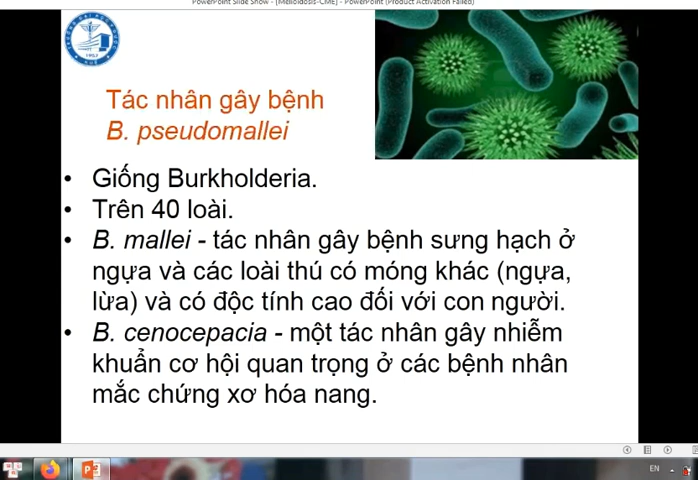 PowerPoint Slide Show - [Melioidosis-CME] - PowerPoint (Product Activation Failed)
Tác nhân gây bệnh
B. pseudomallei
• Giống Burkholderia.
• Trên 40 loài.
• B. mallei - tác nhân gây bệnh sưng hạch ở
ngựa và các loài thú có móng khác (ngựa,
lừa) và có độc tính cao đối với con người.
• B. cenocepacia - một tác nhân gây nhiễm
khuẩn cơ hội quan trọng ở các bệnh nhân
mắc chứng xơ hóa nang.
EN